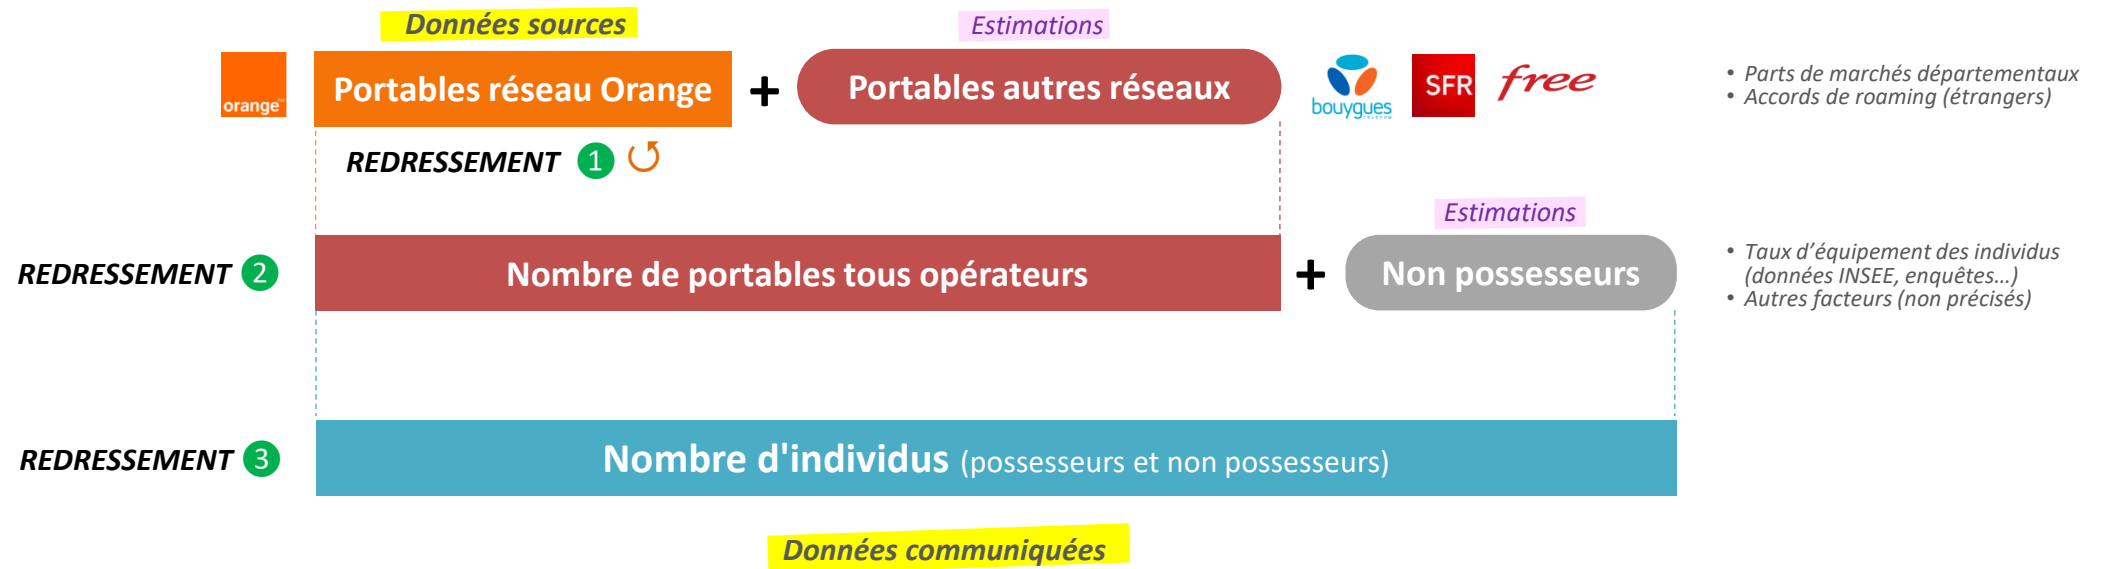 Données sources
Estimations
orange™
Portables réseau Orange
+
Portables autres réseaux
bouygues
TELECOM
SFR
free
• Parts de marchés départementaux
• Accords de roaming (étrangers)
REDRESSEMENT 1
Estimations
REDRESSEMENT 2
Nombre de portables tous opérateurs
+
Non possesseurs
• Taux d'équipement des individus
(données INSEE, enquêtes...)
• Autres facteurs (non précisés)
REDRESSEMENT 3
Nombre d'individus (possesseurs et non possesseurs)
Données communiquées